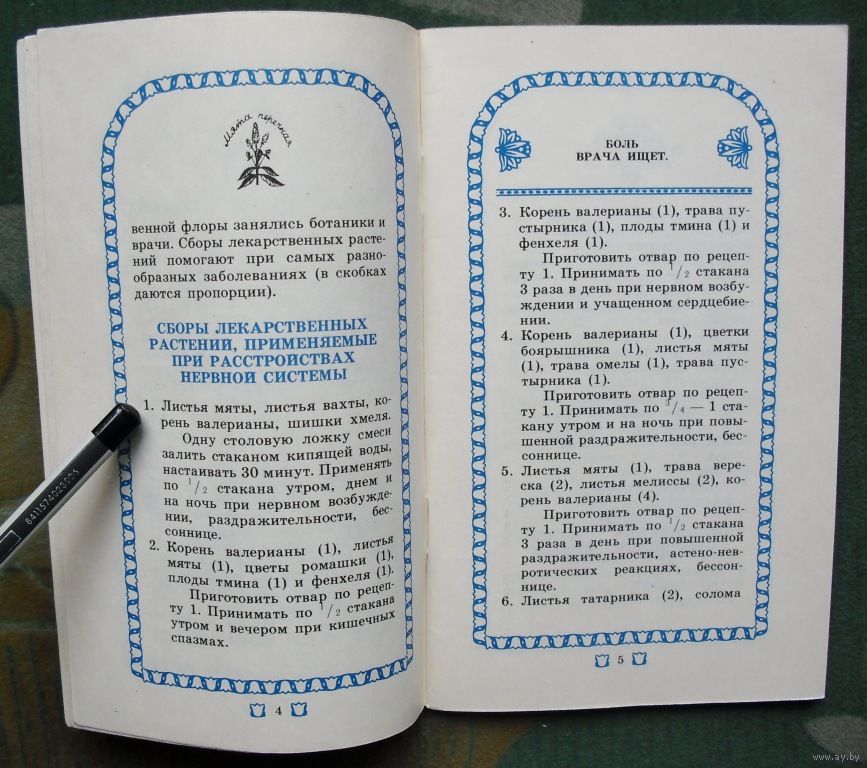 Мята перечная
венной флоры занялись ботаники и
врачи. Сборы лекарственных расте-
ний помогают при самых разно-
образных заболеваниях (в скобках
даются пропорции).
СБОРЫ ЛЕКАРСТВЕННЫХ
РАСТЕНИЙ, ПРИМЕНЯЕМЫЕ
ПРИ РАССТРОЙСТВАХ
НЕРВНОЙ СИСТЕМЫ
1. Листья мяты, листья вахты, ко-
рень валерианы, шишки хмеля.
Одну столовую ложку смеси
залить стаканом кипящей воды,
настаивать 30 минут. Применять
по 1/2 стакана утром, днем и
на ночь при нервном возбужде-
нии, раздражительности, бес-
соннице.
2. Корень валерианы (1), листья
мяты (1), цветы ромашки (1),
плоды тмина (1) и фенхеля (1).
Приготовить отвар по рецеп-
ту 1. Принимать по 1/2 стакана
утром и вечером при кишечных
спазмах.
4
8411574023026
БОЛЬ
ВРАЧА ИЩЕТ.
3. Корень валерианы (1), трава пу-
стырника (1), плоды тмина (1) и
фенхеля (1).
Приготовить отвар по рецеп-
ту 1. Принимать по 1/2 стакана
3 раза в день при нервном возбу-
ждении и учащенном сердцебие-
нии.
4. Корень валерианы (1), цветки
боярышника (1), листья мяты
(1), трава омелы (1), трава пус-
тырника (1).
Приготовить отвар по рецеп-
ту 1. Принимать по 3/4 — 1 ста-
кану утром и на ночь при повы-
шенной раздражительности, бес-
соннице.
5. Листья мяты (1), трава вере-
ска (2), листья мелиссы (2), ко-
рень валерианы (4).
Приготовить отвар по рецеп-
ту 1. Принимать по 1/2 стакана
3 раза в день при повышенной
раздражительности, астено-нев-
ротических реакциях, бессон-
нице.
6. Листья татарника (2), солома
5
www.ay.by